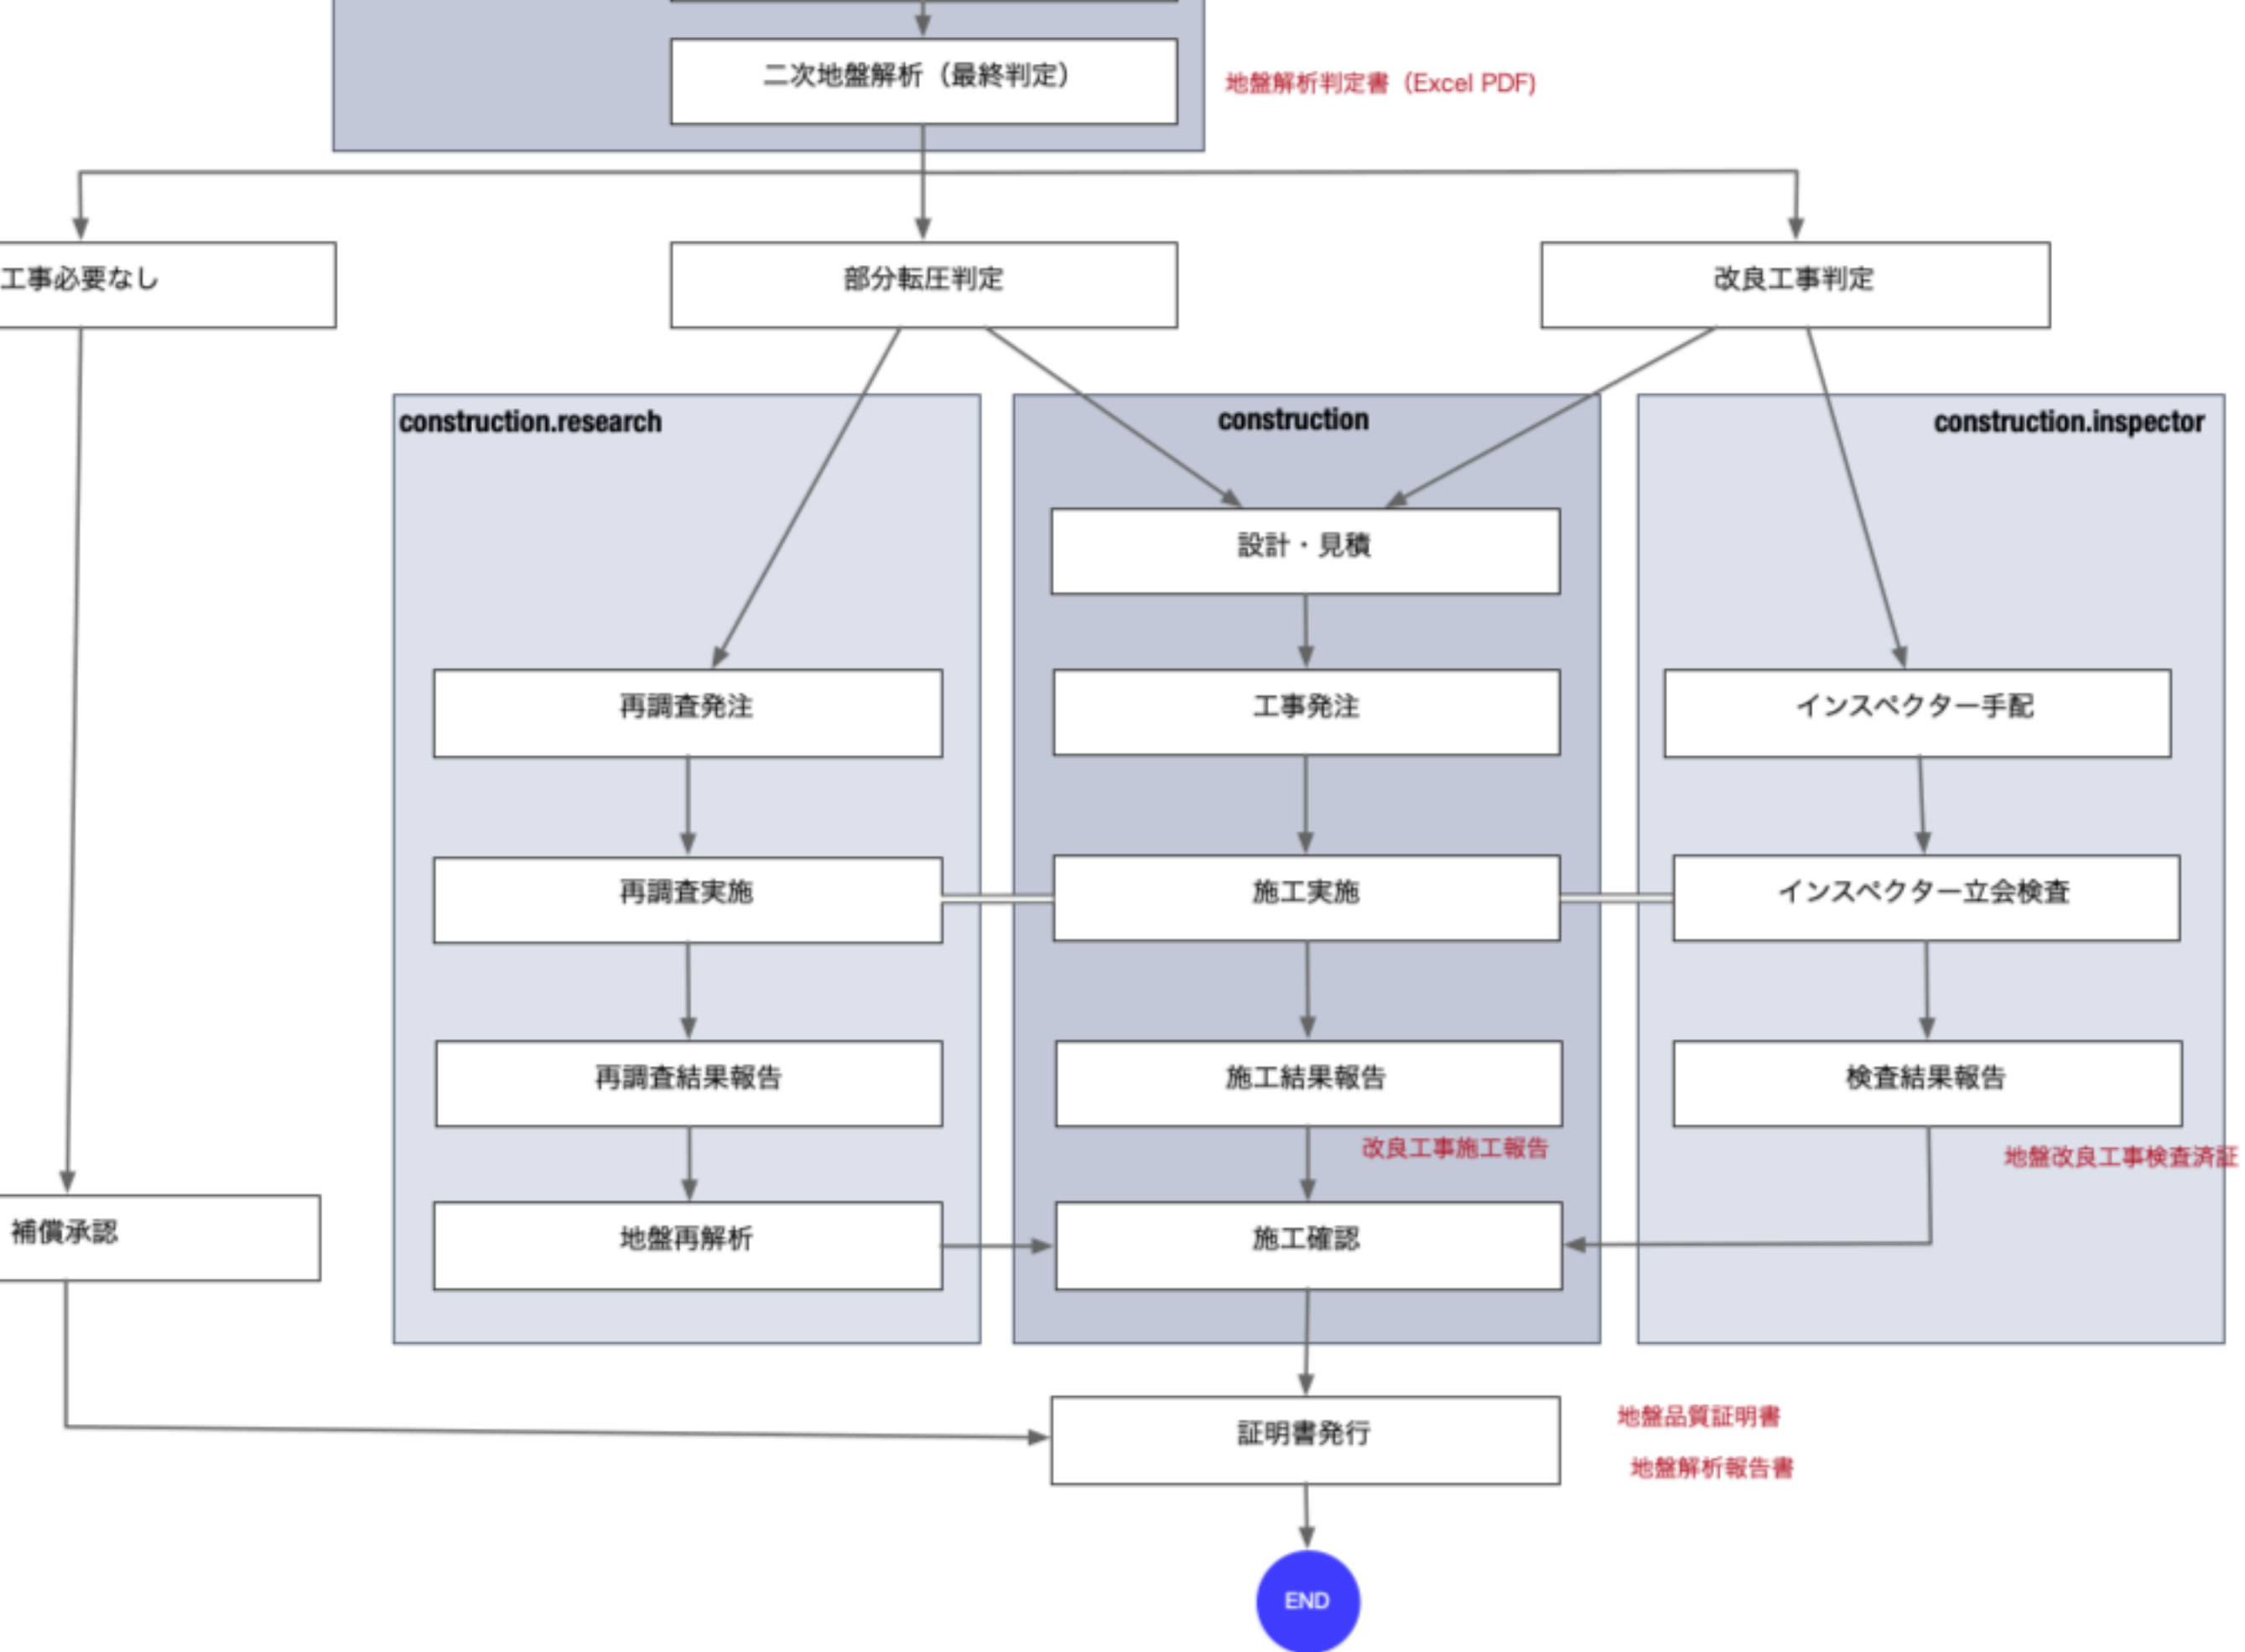 二次地盤解析（最終判定）
地盤解析判定書（Excel PDF)
工事必要なし
部分転圧判定
改良工事判定
construction.research
construction
construction.inspector
設計・見積
再調査発注
工事発注
インスペクター手配
再調査実施
施工実施
インスペクター立会検査
再調査結果報告
施工結果報告
検査結果報告
改良工事施工報告
地盤改良工事検査済証
補償承認
地盤再解析
施工確認
証明書発行
地盤品質証明書
地盤解析報告書
END